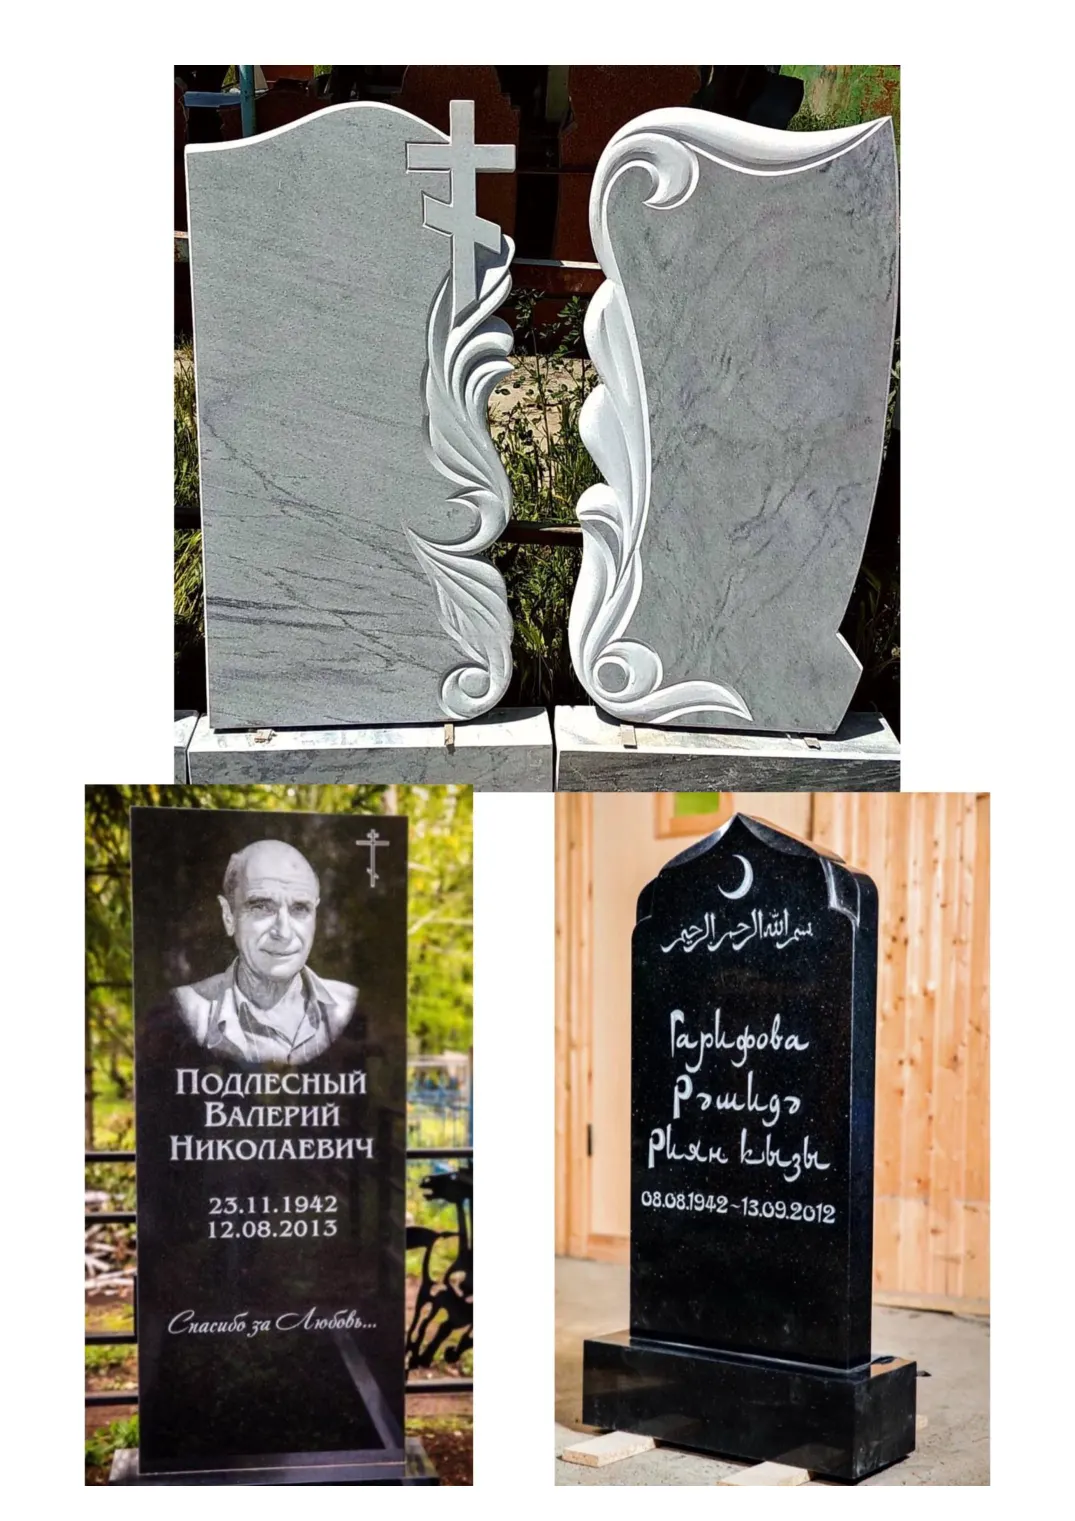 Подлесный
Валерий
Николаевич
23.11.1942
12.08.2013
Спасибо за Любовь...
بسم الله الرحمن الرحيم
Гарифова
Рәшидә
Риян кызы
08.08.1942~13.09.2012